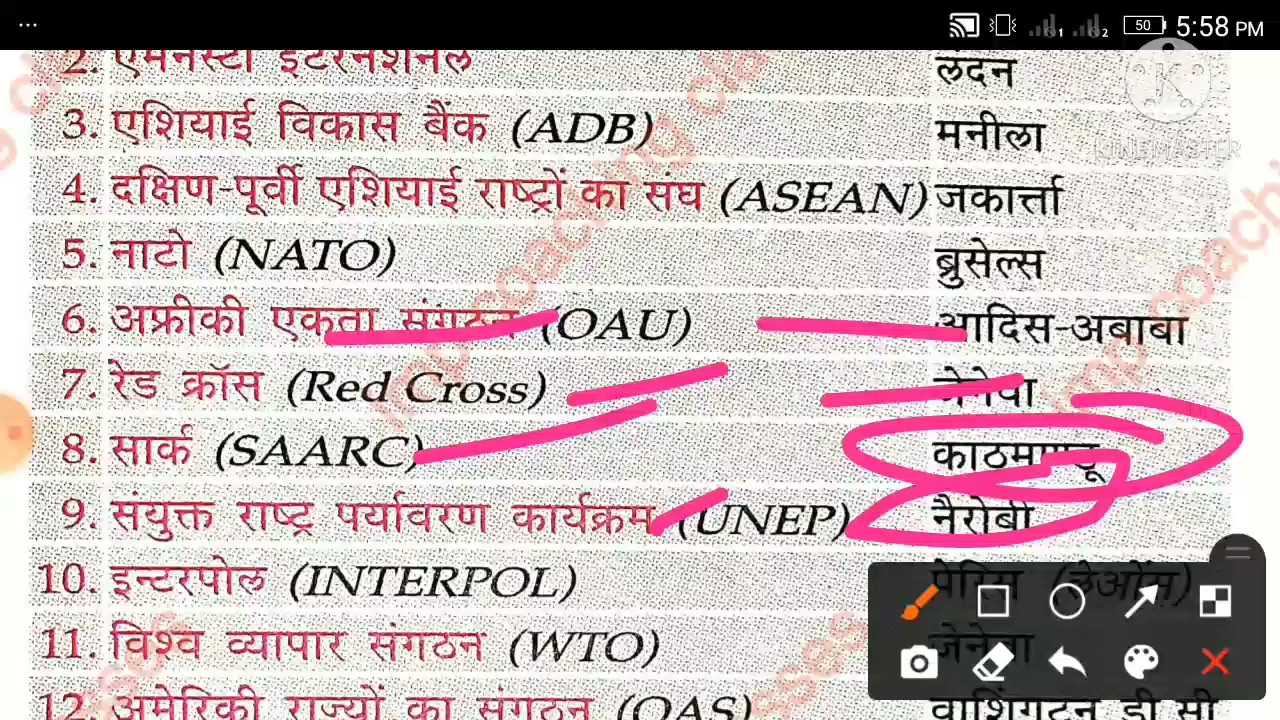 ... 50 5:58 PM
2. एमनेस्टी इंटरनेशनल लंदन
K
KINEMASTER
3. एशियाई विकास बैंक (ADB) मनीला
4. दक्षिण-पूर्वी एशियाई राष्ट्रों का संघ (ASEAN) जकार्त्ता
5. नाटो (NATO) ब्रुसेल्स
6. अफ्रीकी एकता संगठन (OAU) आदिस-अबाबा
7. रेड क्रॉस (Red Cross) जेनेवा
8. सार्क (SAARC) काठमाण्डू
9. संयुक्त राष्ट्र पर्यावरण कार्यक्रम (UNEP) नैरोबी
10. इन्टरपोल (INTERPOL) पेरिस (लेओंस)
11. विश्व व्यापार संगठन (WTO) जेनेवा
12. अमेरिकी राज्यों का संगठन (OAS) वाशिंगटन डी सी